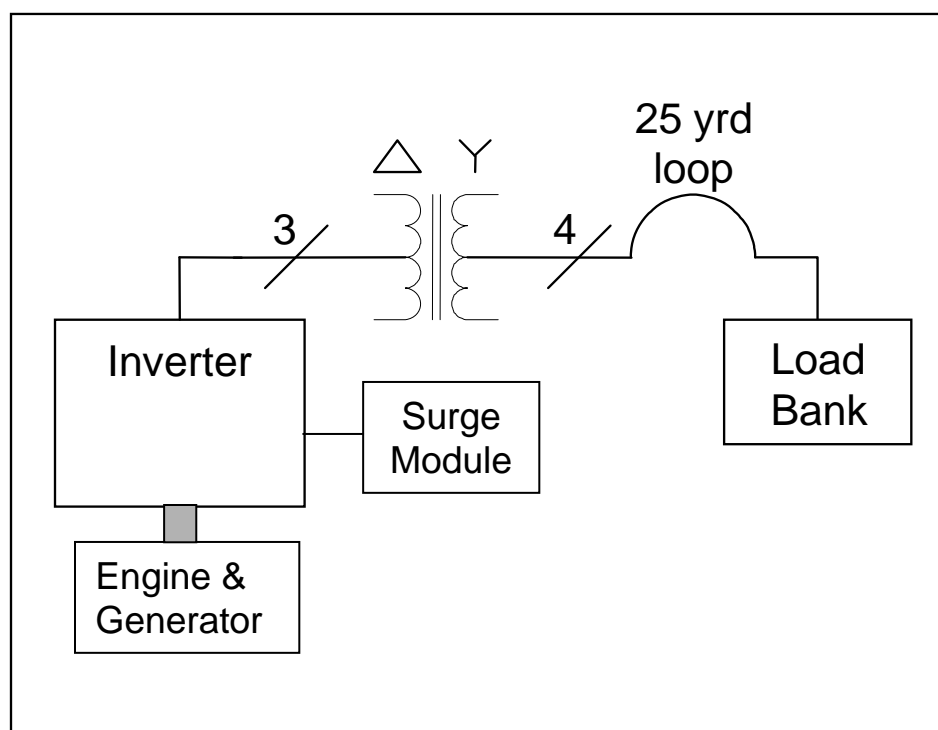 25 yrd
loop
3
4
Inverter
Load
Bank
Surge
Module
Engine &
Generator